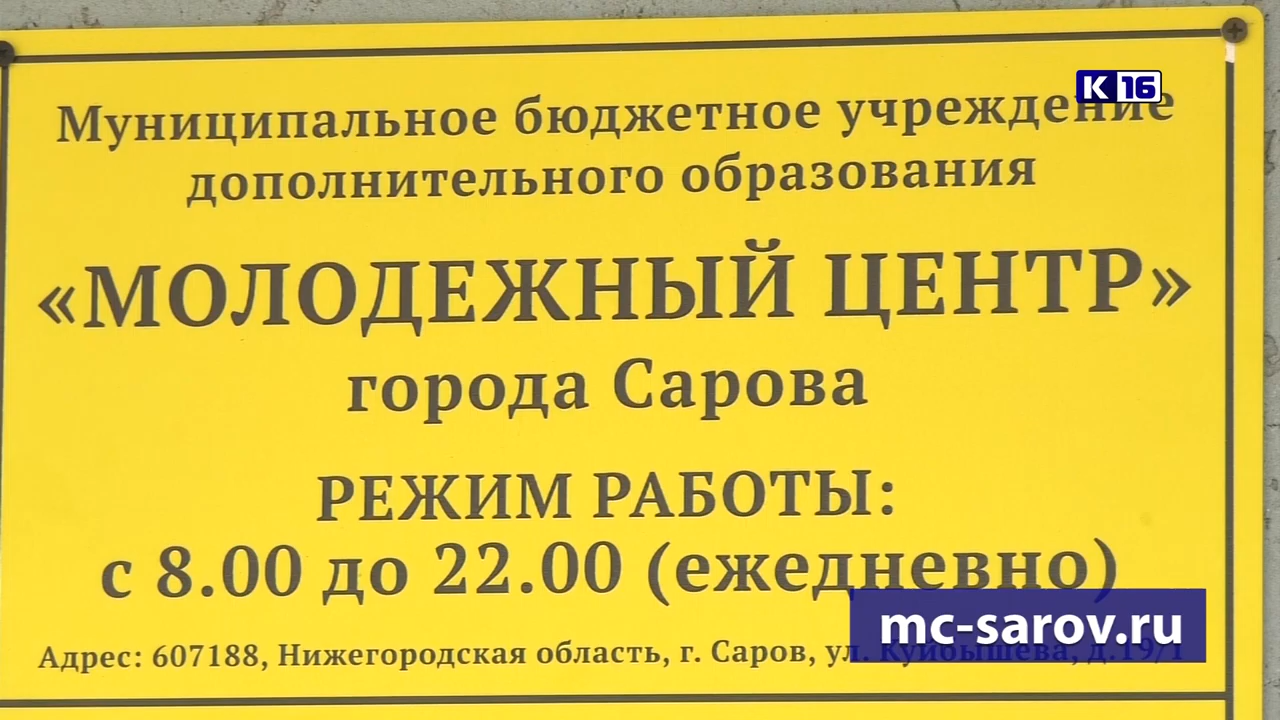 К 16
Муниципальное бюджетное учреждение
дополнительного образования
«МОЛОДЕЖНЫЙ ЦЕНТР»
города Сарова
РЕЖИМ РАБОТЫ:
с 8.00 до 22.00 (ежедневно)
mc-sarov.ru
Адрес: 607188, Нижегородская область, г. Саров, ул. Куйбышева, д.19/1